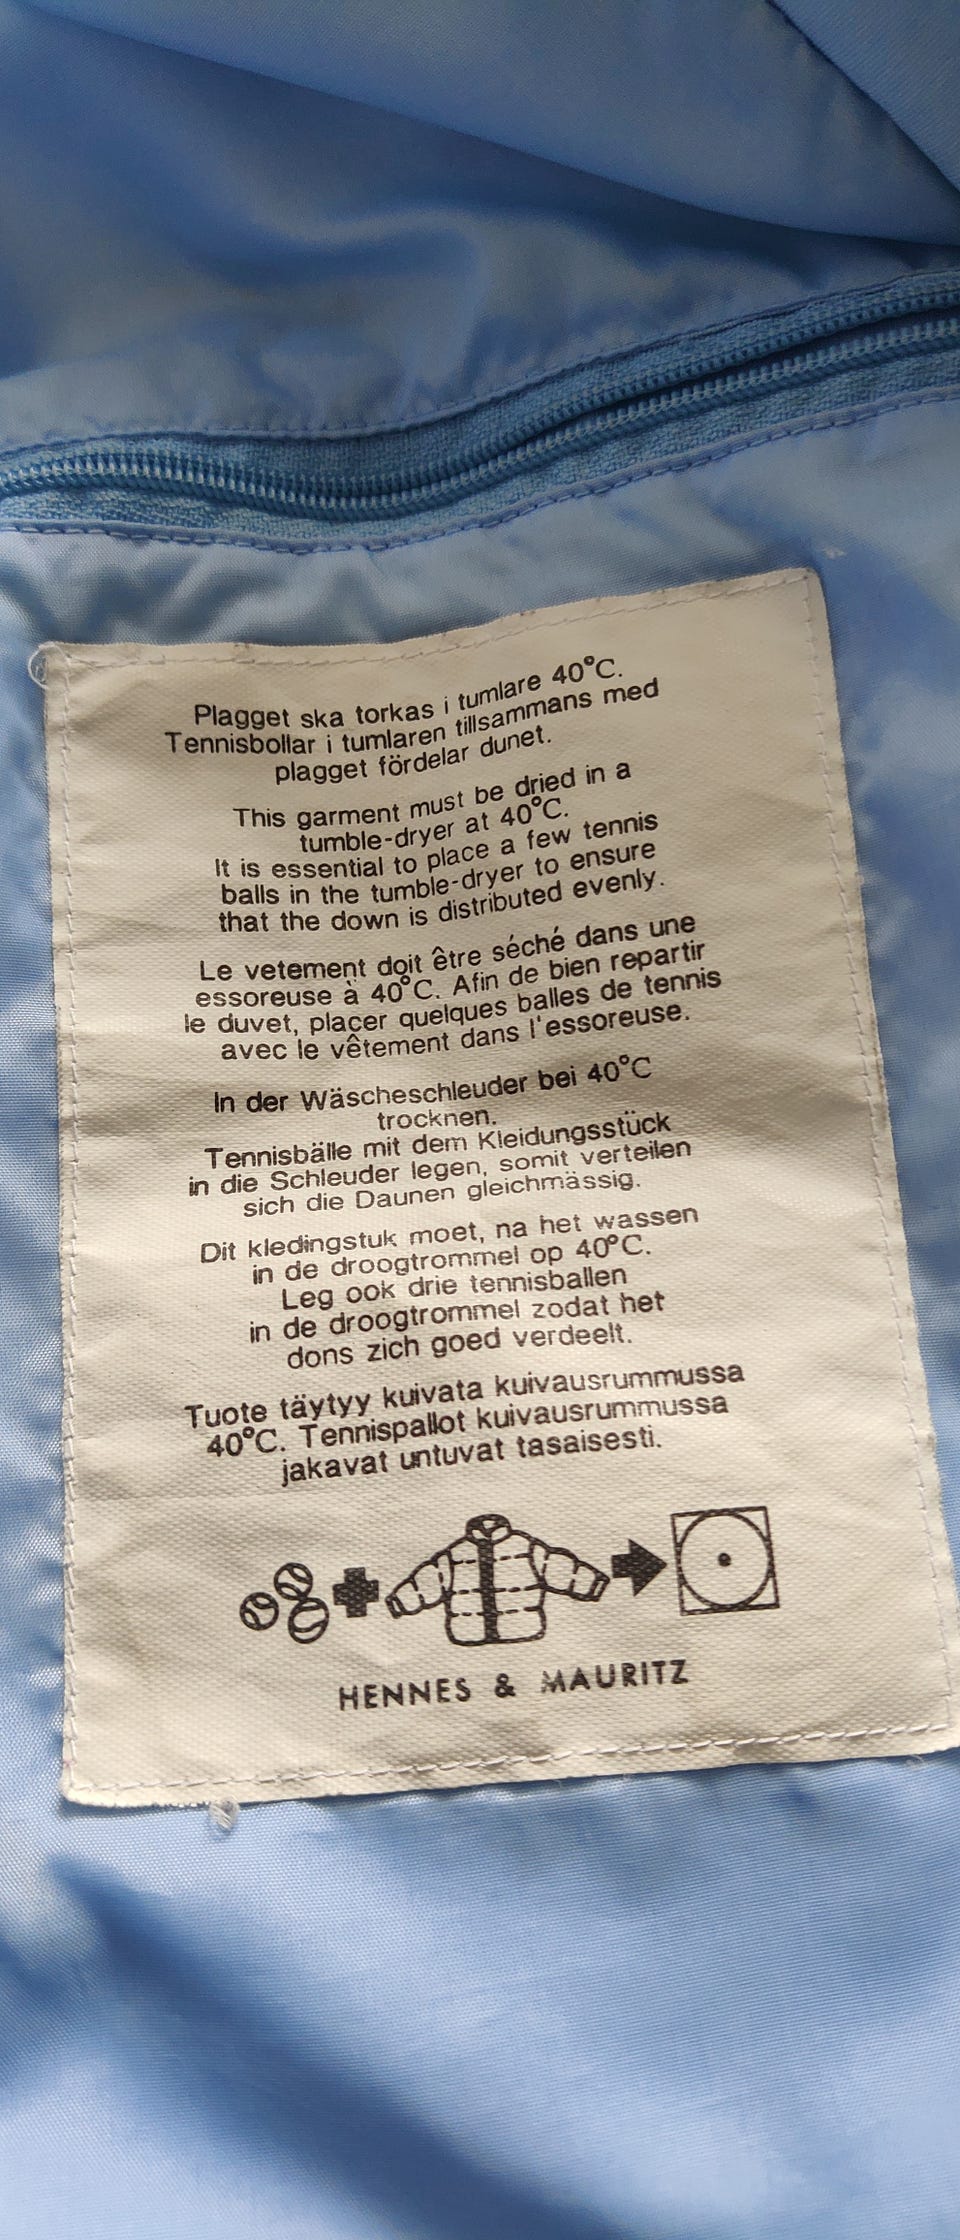 Plagget ska torkas i tumlare 40°C.
Tennisbollar i tumlaren tillsammans med
plagget fördelar dunet.
This garment must be dried in a
tumble-dryer at 40°C.
It is essential to place a few tennis
balls in the tumble-dryer to ensure
that the down is distributed evenly.
Le vetement doit être séché dans une
essoreuse à 40°C. Afin de bien repartir
le duvet, placer quelques balles de tennis
avec le vêtement dans l'essoreuse.
In der Wäscheschleuder bei 40°C
trocknen.
Tennisbälle mit dem Kleidungsstück
in die Schleuder legen, somit verteilen
sich die Daunen gleichmässig.
Dit kledingstuk moet, na het wassen
in de droogtrommel op 40°C.
Leg ook drie tennisballen
in de droogtrommel zodat het
dons zich goed verdeelt.
Tuote täytyy kuivata kuivausrummussa
40°C. Tennispallot kuivausrummussa
jakavat untuvat tasaisesti.
HENNES & MAURITZ